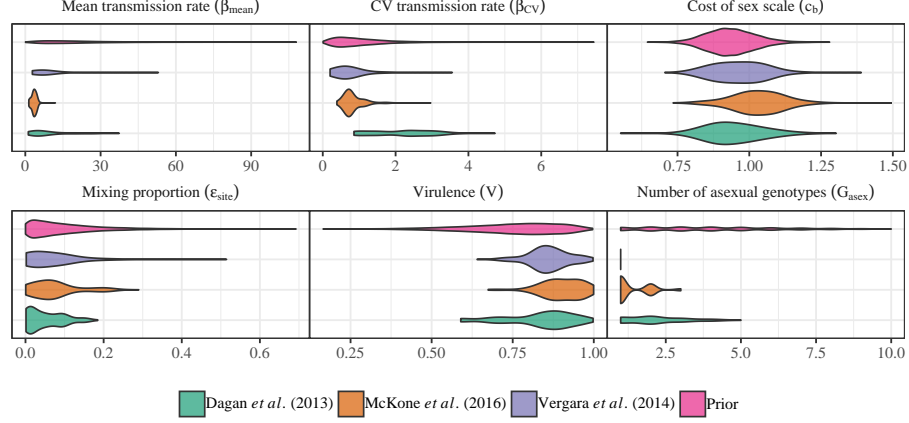 Mean transmission rate (β_mean) CV transmission rate (β_CV) Cost of sex scale (c_b)
0 30 60 90 0 2 4 6 0.75 1.00 1.25 1.50
Mixing proportion (ε_site) Virulence (V) Number of asexual genotypes (G_asex)
0.0 0.2 0.4 0.6 0.25 0.50 0.75 1.00 2.5 5.0 7.5 10.0
Dagan et al. (2013) McKone et al. (2016) Vergara et al. (2014) Prior